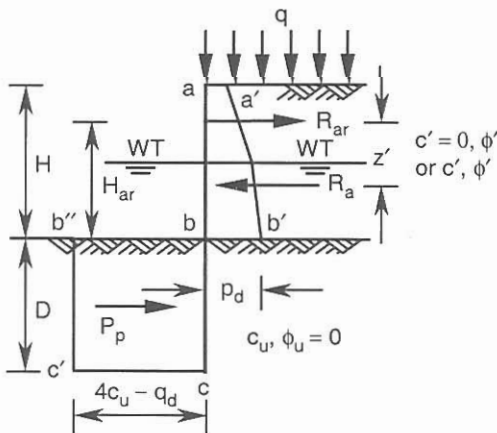 q
a
a′
R_ar
c′ = 0, ϕ′
or c′, ϕ′
WT
WT
z′
H
H_ar
R_a
b″
b
b′
D
p_d
P_p
c_u, ϕ_u = 0
c′
c
4c_u – q_d